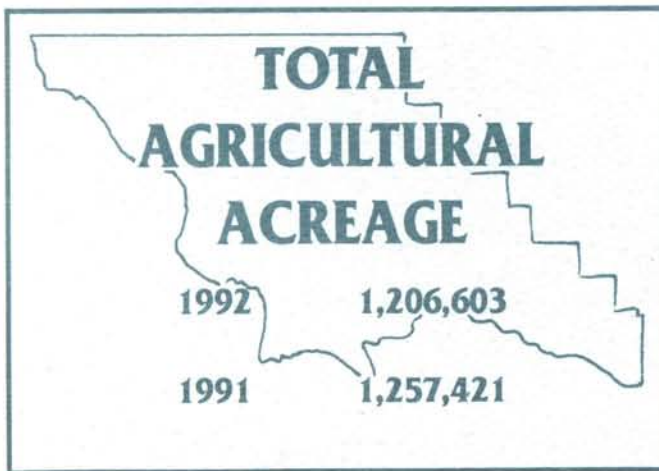 TOTAL
AGRICULTURAL
ACREAGE
1992 1,206,603
1991 1,257,421